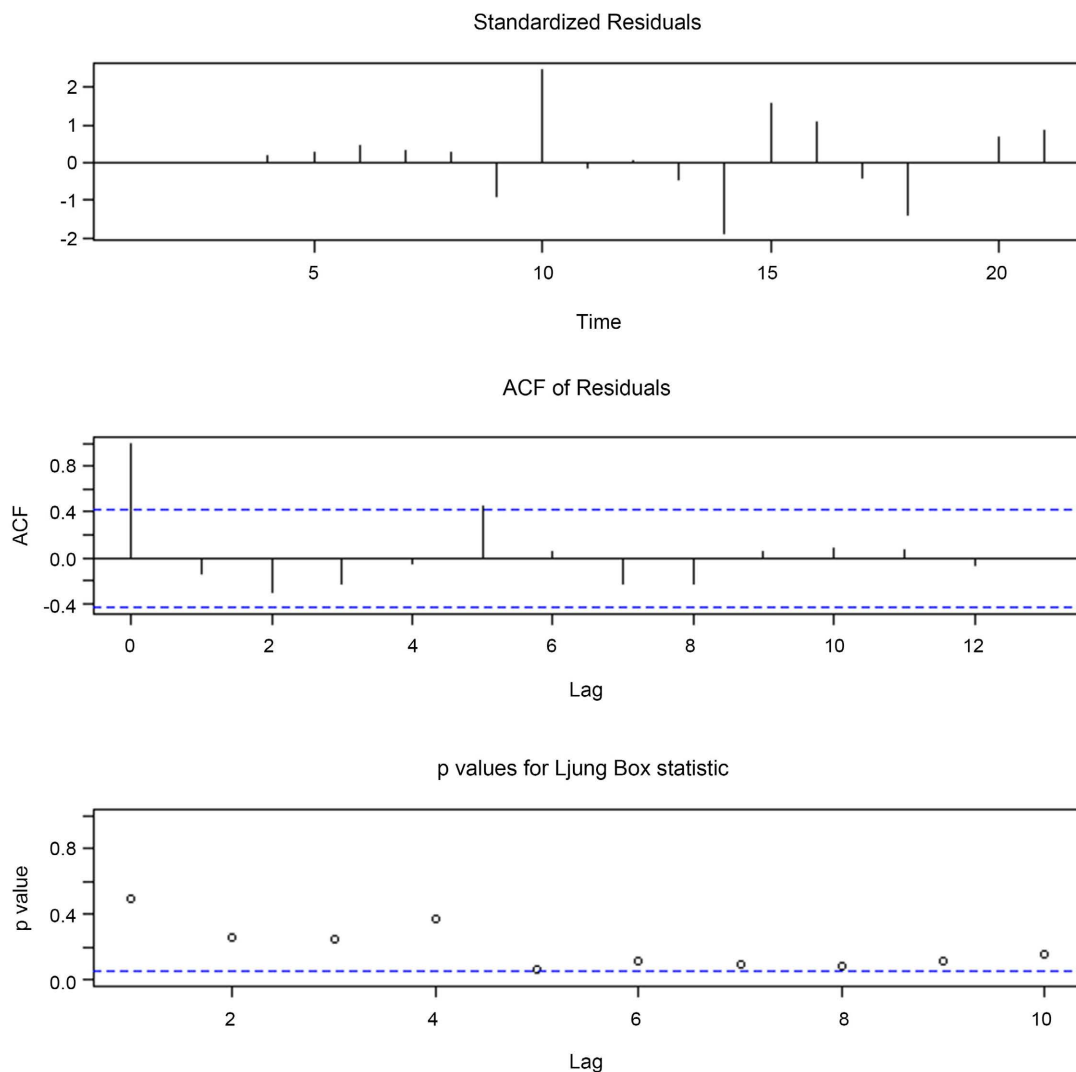 Standardized Residuals
2
1
0
-1
-2
5 10 15 20
Time
ACF of Residuals
ACF
0.8
0.4
0.0
-0.4
0 2 4 6 8 10 12
Lag
p values for Ljung Box statistic
p value
0.8
0.4
0.0
2 4 6 8 10
Lag